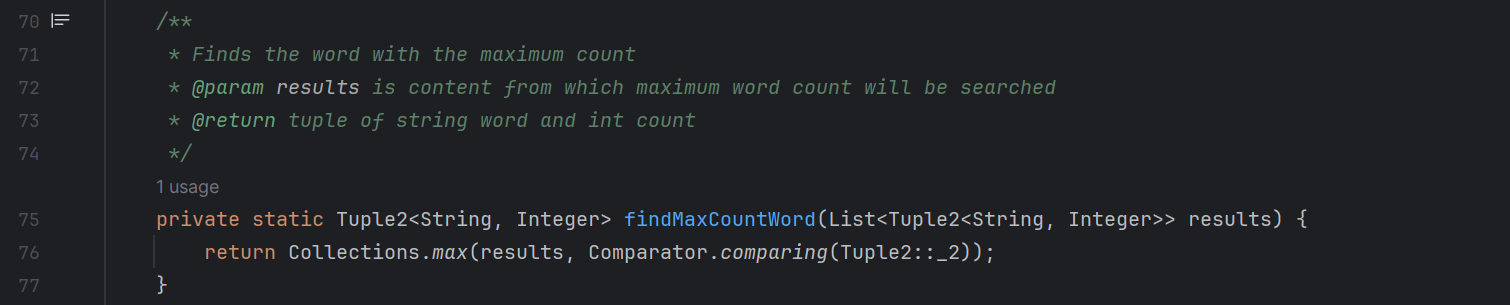 70 /**
71 * Finds the word with the maximum count
72 * @param results is content from which maximum word count will be searched
73 * @return tuple of string word and int count
74 */
1 usage
75 private static Tuple2<String, Integer> findMaxCountWord(List<Tuple2<String, Integer>> results) {
76 return Collections.max(results, Comparator.comparing(Tuple2::_2));
77 }